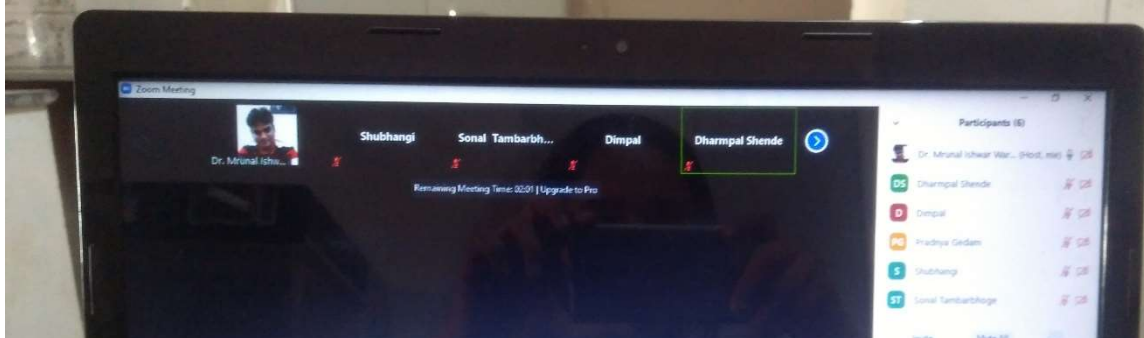 Zoom Meeting
Shubhangi
Sonal Tambarbh...
Dimpal
Dharmpal Shende
Dr. Mrunal Ishw...
Remaining Meeting Time: 02:01 | Upgrade to Pro
Participants (6)
Dr. Mrunal Ishwar War... (Host, me)
DS Dharmpal Shende
D Dimpal
PG Pradnya Gedam
S Shubhangi
ST Sonal Tambarbhoge